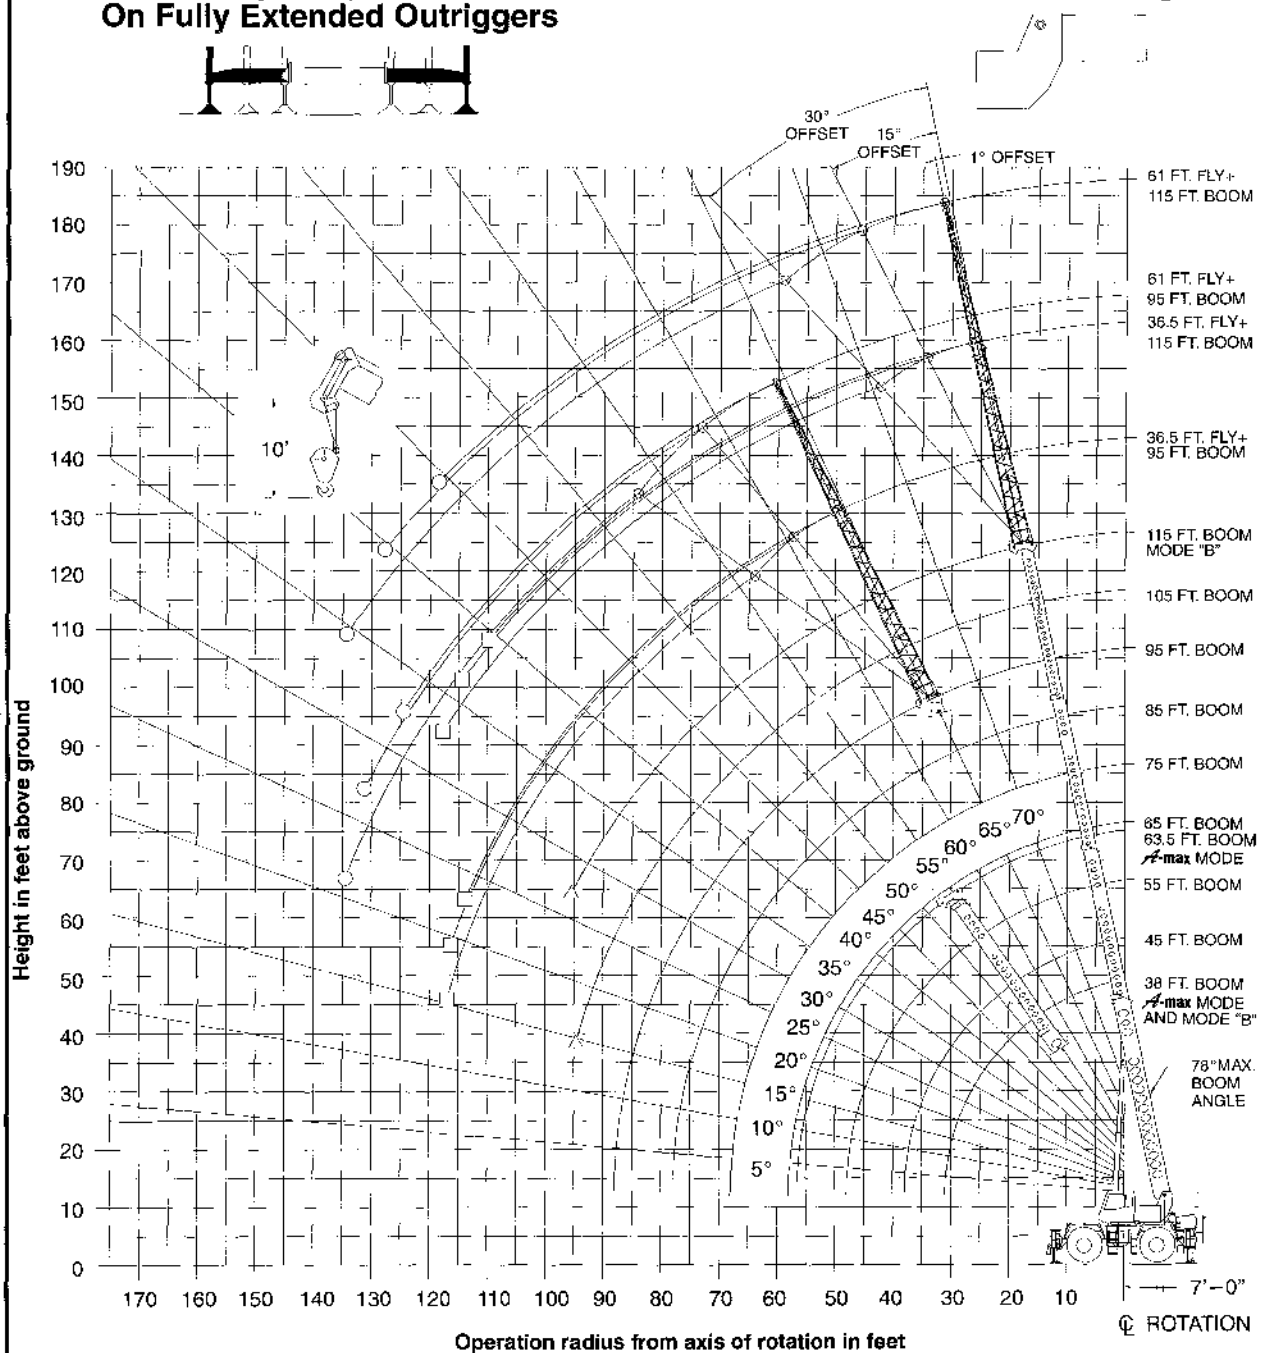 On Fully Extended Outriggers
30°
OFFSET
15°
OFFSET
1° OFFSET
190
180
170
160
150
140
130
120
110
100
90
80
70
60
50
40
30
20
10
0
Height in feet above ground
10'
61 FT. FLY+
115 FT. BOOM
61 FT. FLY+
95 FT. BOOM
36.5 FT. FLY+
115 FT. BOOM
36.5 FT. FLY+
95 FT. BOOM
115 FT. BOOM
MODE "B"
105 FT. BOOM
95 FT. BOOM
85 FT. BOOM
75 FT. BOOM
65 FT. BOOM
63.5 FT. BOOM
A-max MODE
55 FT. BOOM
45 FT. BOOM
38 FT. BOOM
A-max MODE
AND MODE "B"
78° MAX.
BOOM
ANGLE
70°
65°
60°
55°
50°
45°
40°
35°
30°
25°
20°
15°
10°
5°
170 160 150 140 130 120 110 100 90 80 70 60 50 40 30 20 10
7'-0"
℄ ROTATION
Operation radius from axis of rotation in feet